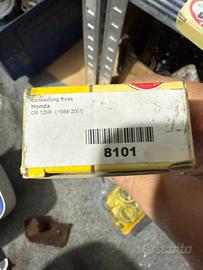 Connecting Rods
Honda
CR 125R (1988-2007)
8101
subito